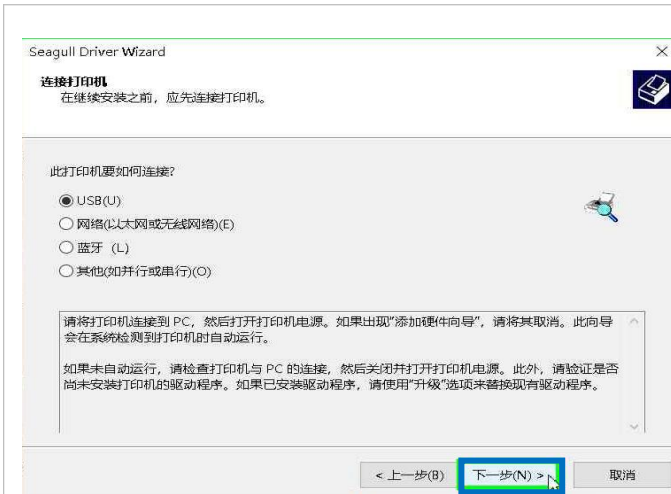 Seagull Driver Wizard
连接打印机
在继续安装之前，应先连接打印机。
此打印机要如何连接?
USB(U)
网络(以太网或无线网络)(E)
蓝牙 (L)
其他(如并行或串行)(O)
请将打印机连接到 PC，然后打开打印机电源。如果出现"添加硬件向导"，请将其取消。此向导
会在系统检测到打印机时自动运行。
如果未自动运行，请检查打印机与 PC 的连接，然后关闭并打开打印机电源。此外，请验证是否
尚未安装打印机的驱动程序。如果已安装驱动程序，请使用"升级"选项来替换现有驱动程序。
< 上一步(B)
下一步(N) >
取消